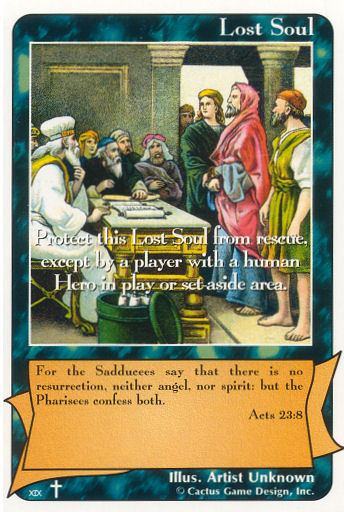 Lost Soul
Protect this Lost Soul from rescue,
except by a player with a human
Hero in play or set-aside area.
For the Sadducees say that there is no
resurrection, neither angel, nor spirit: but the
Pharisees confess both.
Acts 23:8
Illus. Artist Unknown
XIX © Cactus Game Design, Inc.